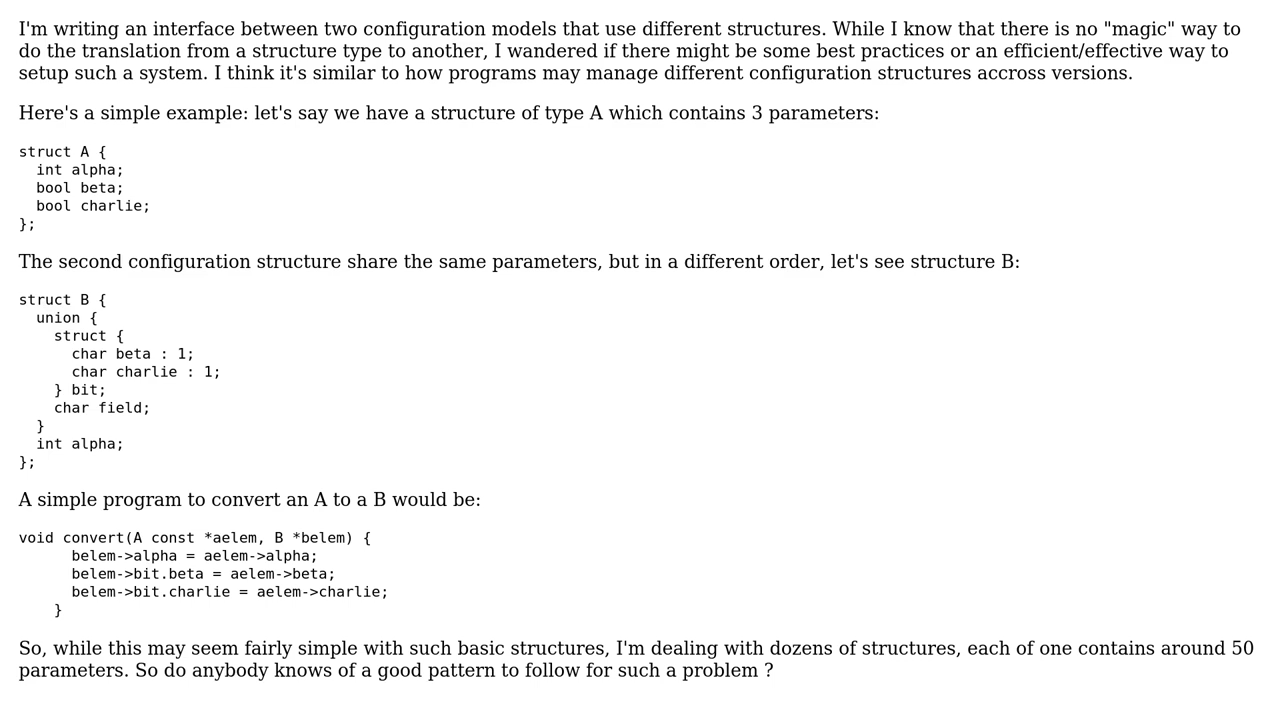 I'm writing an interface between two configuration models that use different structures. While I know that there is no "magic" way to
do the translation from a structure type to another, I wandered if there might be some best practices or an efficient/effective way to
setup such a system. I think it's similar to how programs may manage different configuration structures accross versions.
Here's a simple example: let's say we have a structure of type A which contains 3 parameters:
struct A {
  int alpha;
  bool beta;
  bool charlie;
};
The second configuration structure share the same parameters, but in a different order, let's see structure B:
struct B {
  union {
    struct {
      char beta : 1;
      char charlie : 1;
    } bit;
    char field;
  }
  int alpha;
};
A simple program to convert an A to a B would be:
void convert(A const *aelem, B *belem) {
      belem->alpha = aelem->alpha;
      belem->bit.beta = aelem->beta;
      belem->bit.charlie = aelem->charlie;
    }
So, while this may seem fairly simple with such basic structures, I'm dealing with dozens of structures, each of one contains around 50
parameters. So do anybody knows of a good pattern to follow for such a problem ?